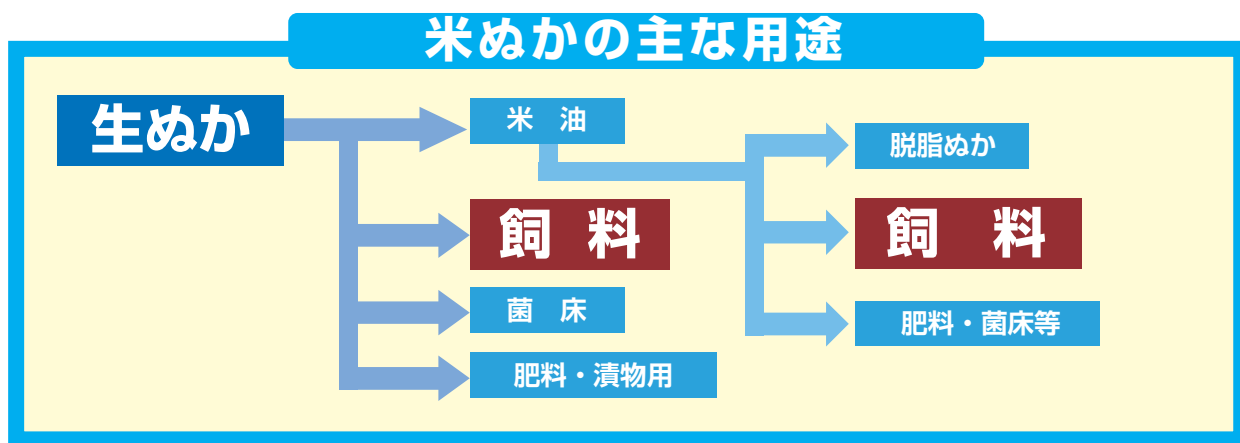 米ぬかの主な用途
生ぬか
米　油
飼　料
菌　床
肥料・漬物用
脱脂ぬか
飼　料
肥料・菌床等